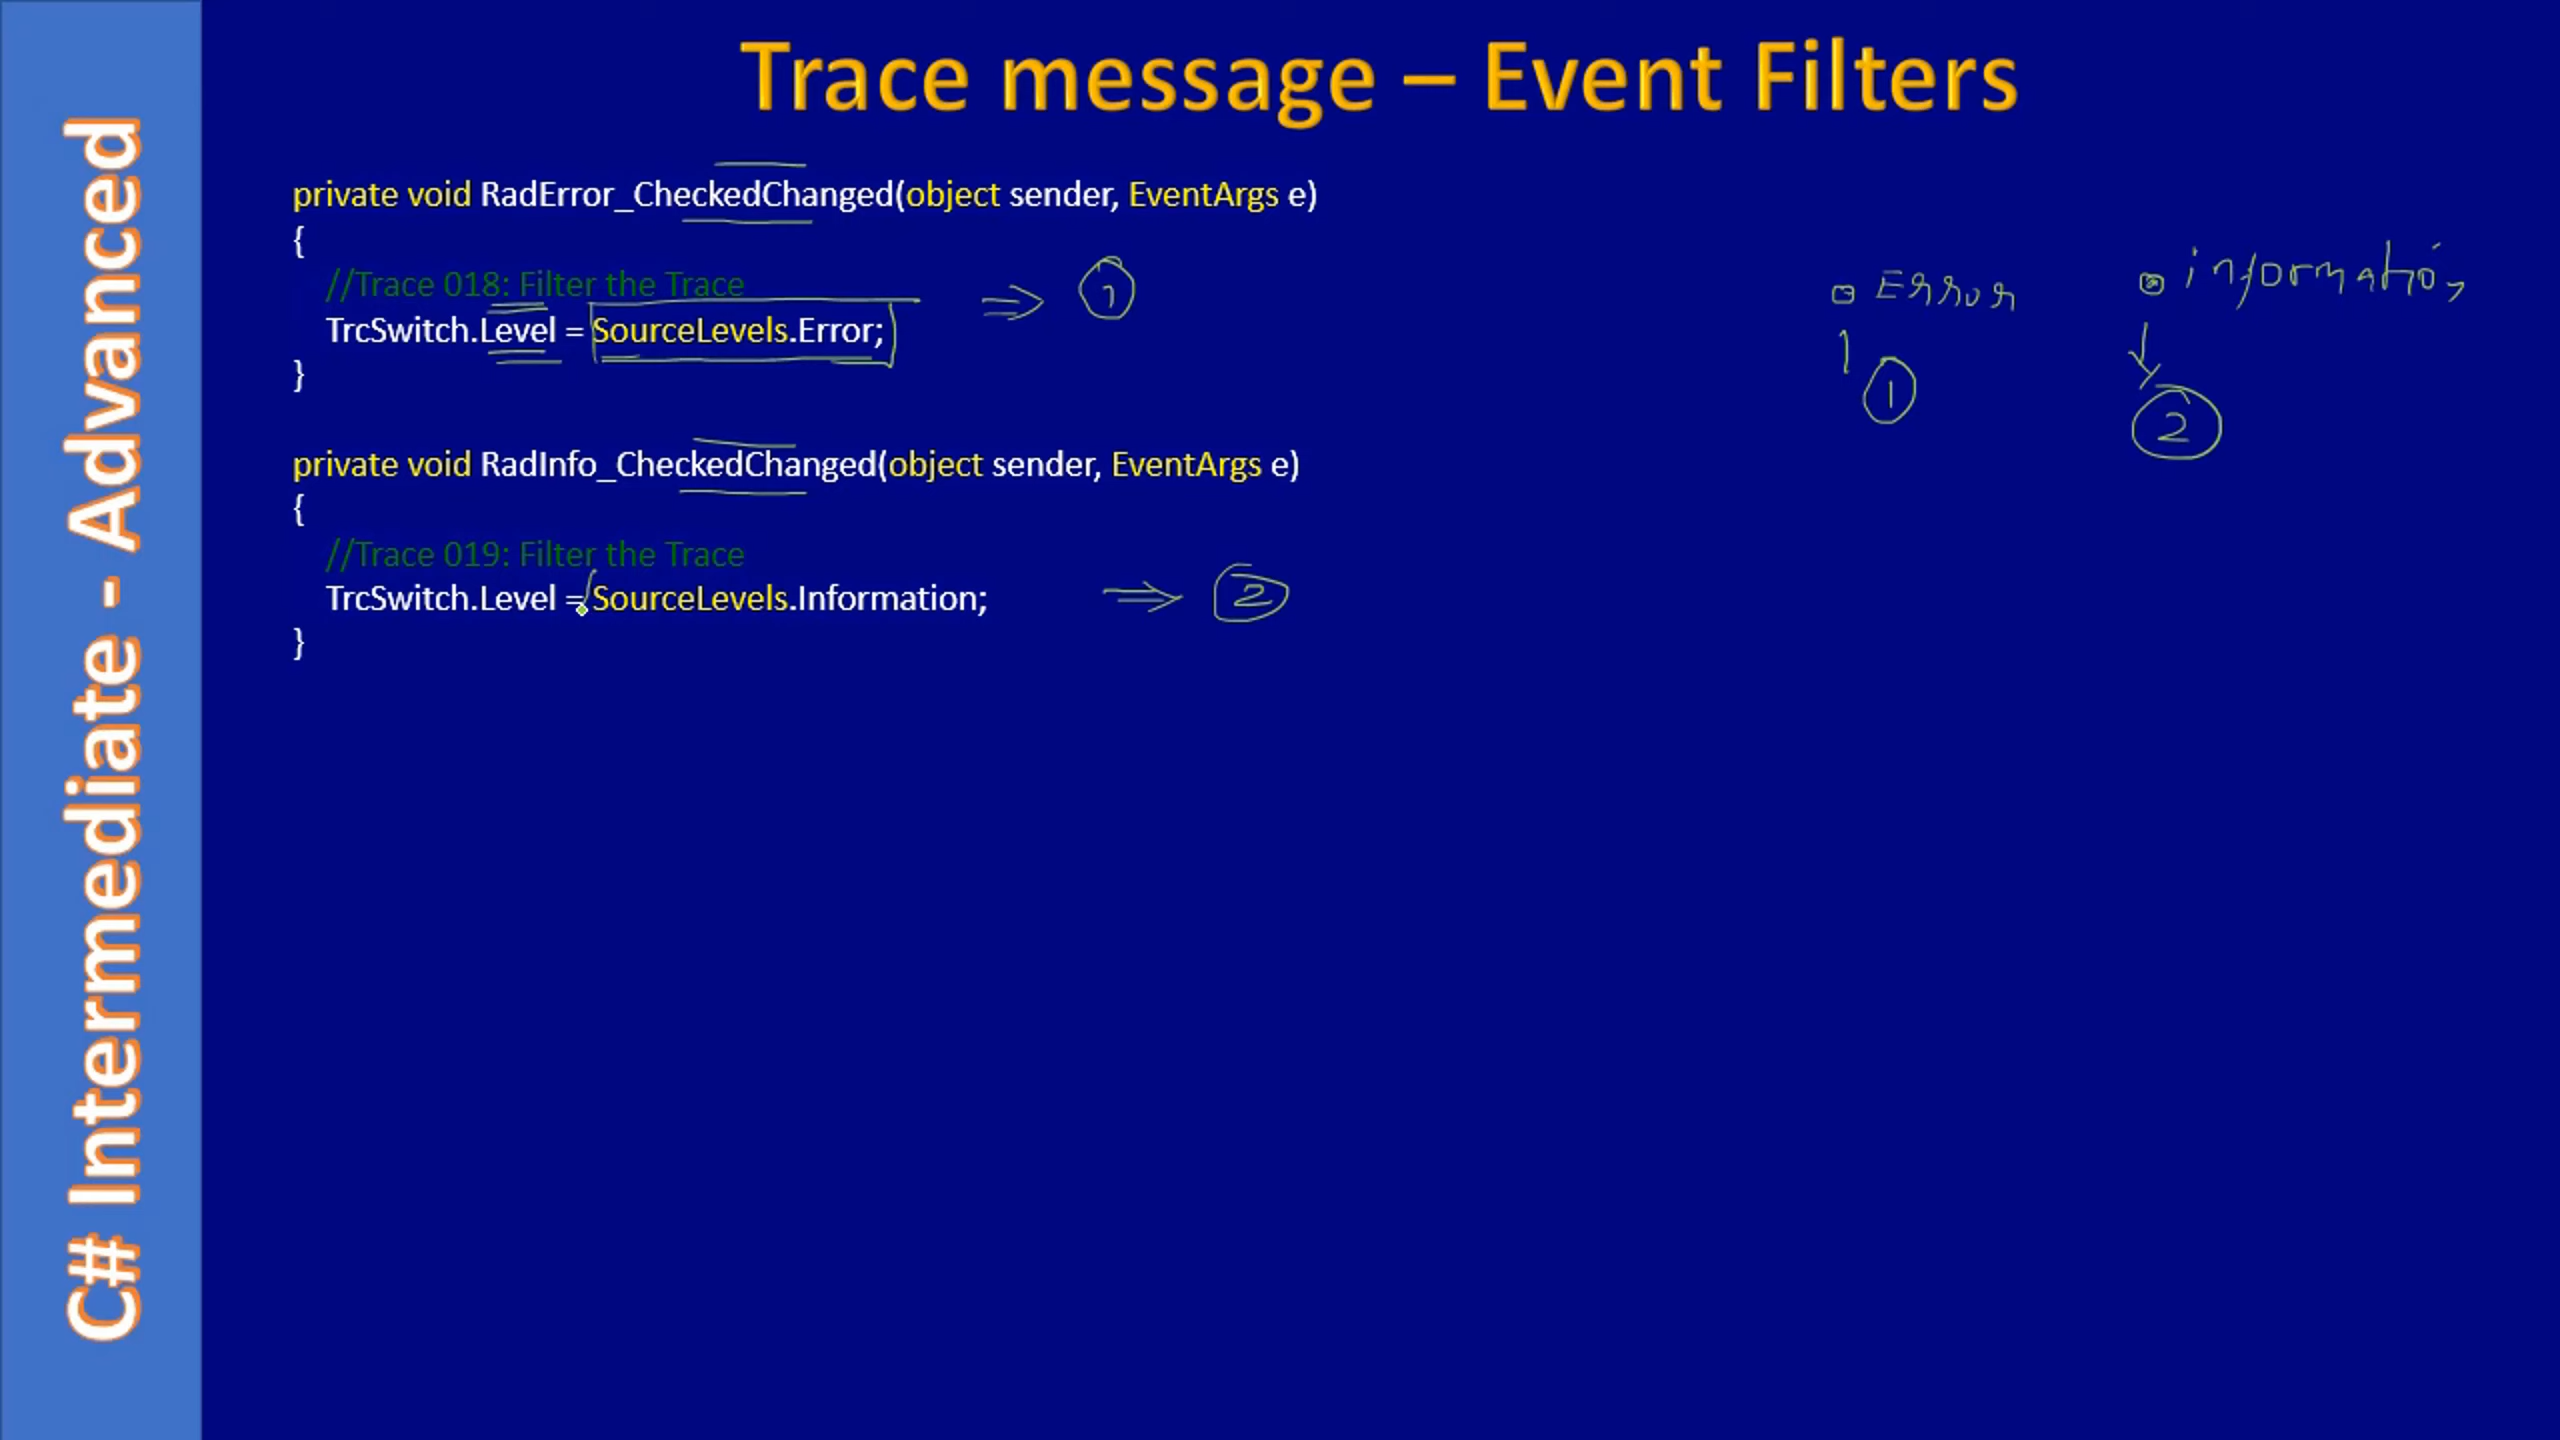 C# Intermediate - Advanced
Trace message – Event Filters
private void RadError_CheckedChanged(object sender, EventArgs e)
{
//Trace 018: Filter the Trace
TrcSwitch.Level = SourceLevels.Error;
}
⇒ 1
Error
information
1
2
private void RadInfo_CheckedChanged(object sender, EventArgs e)
{
//Trace 019: Filter the Trace
TrcSwitch.Level = SourceLevels.Information;
}
⇒ 2